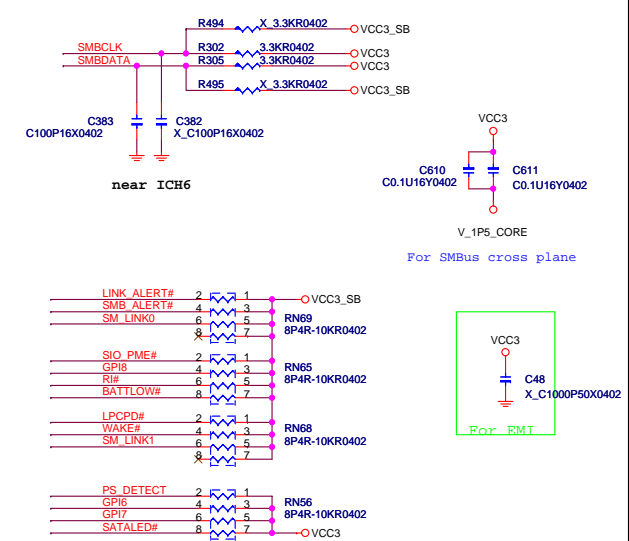 R494 X_3.3KR0402 VCC3_SB
SMBCLK R302 3.3KR0402 VCC3
SMBDATA R305 3.3KR0402 VCC3
R495 X_3.3KR0402 VCC3_SB
C383 C382
C100P16X0402 X_C100P16X0402
near ICH6
VCC3
C610 C611
C0.1U16Y0402 C0.1U16Y0402
V_1P5_CORE
For SMBus cross plane
LINK_ALERT# 2 1 VCC3_SB
SMB_ALERT# 4 3
SM_LINK0 6 5 RN69
8 7 8P4R-10KR0402
SIO_PME# 2 1
GPI8 4 3 RN65
RI# 6 5 8P4R-10KR0402
BATTLOW# 8 7
LPCPD# 2 1
WAKE# 4 3 RN68
SM_LINK1 6 5 8P4R-10KR0402
8 7
PS_DETECT 2 1
GPI6 4 3 RN56
GPI7 6 5 8P4R-10KR0402
SATALED# 8 7 VCC3
VCC3
C48
X_C1000P50X0402
For EMI